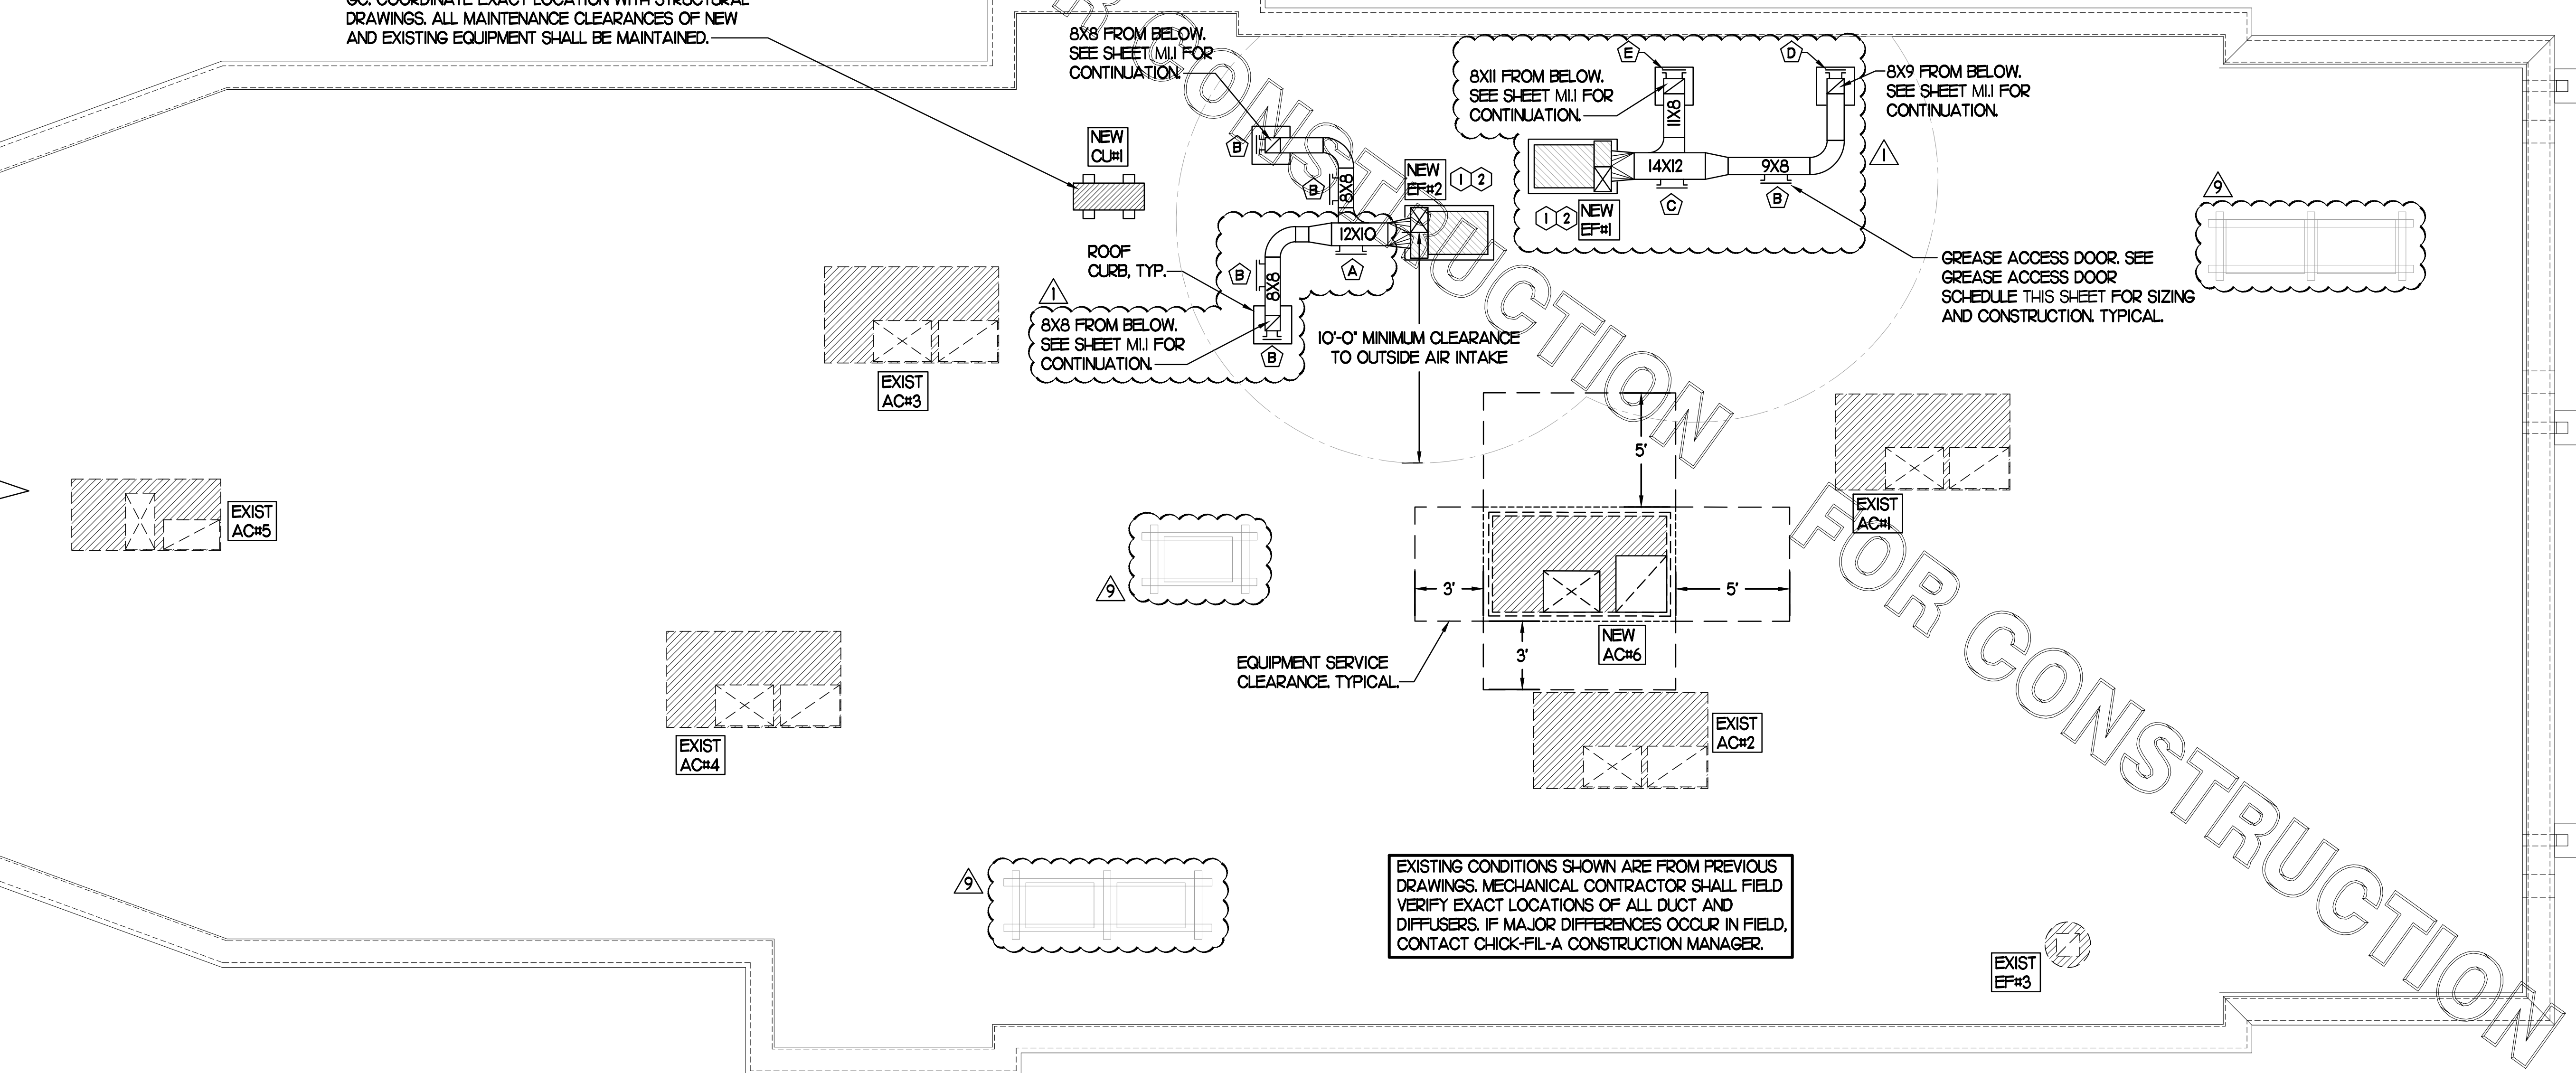 GC. COORDINATE EXACT LOCATION WITH STRUCTURAL
DRAWINGS. ALL MAINTENANCE CLEARANCES OF NEW
AND EXISTING EQUIPMENT SHALL BE MAINTAINED.
8X8 FROM BELOW.
SEE SHEET M1.1 FOR
CONTINUATION.
8X11 FROM BELOW.
SEE SHEET M1.1 FOR
CONTINUATION.
E
D
8X9 FROM BELOW.
SEE SHEET M1.1 FOR
CONTINUATION.
11X8
14X12
9X8
C
B
1
1 2
NEW
EF#1
NEW
CU#1
B
B
8X8
NEW
EF#2
1 2
12X10
A
ROOF
CURB, TYP.
B
8X8
B
1
8X8 FROM BELOW.
SEE SHEET M1.1 FOR
CONTINUATION.
10'-0" MINIMUM CLEARANCE
TO OUTSIDE AIR INTAKE
GREASE ACCESS DOOR. SEE
GREASE ACCESS DOOR
SCHEDULE THIS SHEET FOR SIZING
AND CONSTRUCTION. TYPICAL.
9
EXIST
AC#3
EXIST
AC#5
EXIST
AC#4
9
5'
3'
5'
3'
NEW
AC#6
EQUIPMENT SERVICE
CLEARANCE. TYPICAL.
EXIST
AC#1
EXIST
AC#2
9
EXISTING CONDITIONS SHOWN ARE FROM PREVIOUS
DRAWINGS. MECHANICAL CONTRACTOR SHALL FIELD
VERIFY EXACT LOCATIONS OF ALL DUCT AND
DIFFUSERS. IF MAJOR DIFFERENCES OCCUR IN FIELD,
CONTACT CHICK-FIL-A CONSTRUCTION MANAGER.
EXIST
EF#3
R CONSTRUCTION
FOR CONSTRUCTION